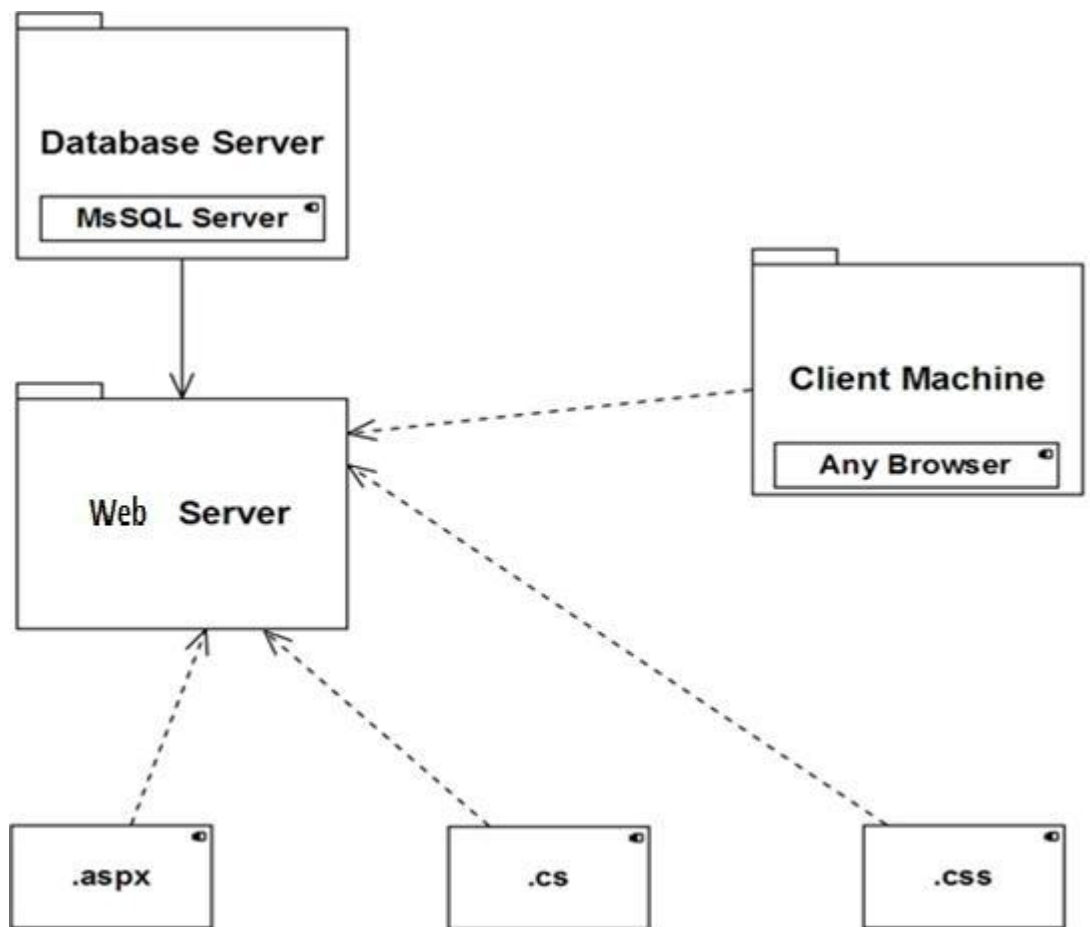 Database Server
MsSQL Server
Client Machine
Any Browser
Web Server
.aspx
.cs
.css